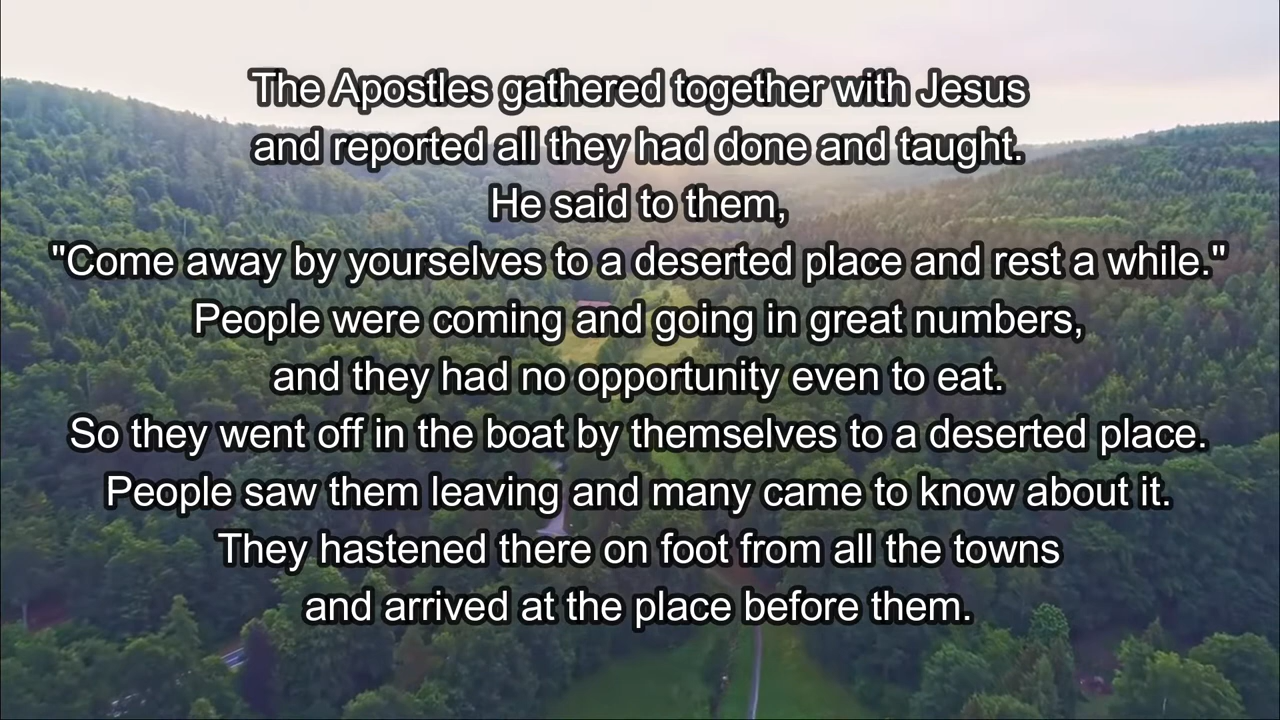 The Apostles gathered together with Jesus
and reported all they had done and taught.
He said to them,
"Come away by yourselves to a deserted place and rest a while."
People were coming and going in great numbers,
and they had no opportunity even to eat.
So they went off in the boat by themselves to a deserted place.
People saw them leaving and many came to know about it.
They hastened there on foot from all the towns
and arrived at the place before them.